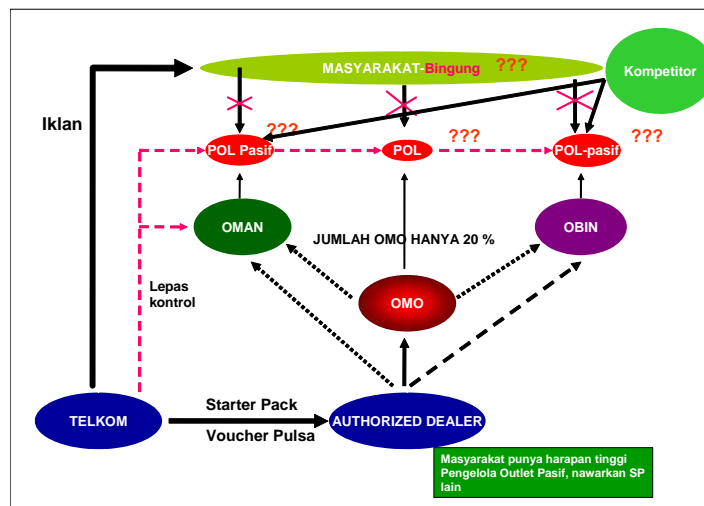 MASYARAKAT-Bingung ???
Kompetitor
Iklan
POL Pasif ???
POL ???
POL-pasif ???
OMAN
JUMLAH OMO HANYA 20 %
OBIN
Lepas
kontrol
OMO
TELKOM
Starter Pack
Voucher Pulsa
AUTHORIZED DEALER
Masyarakat punya harapan tinggi
Pengelola Outlet Pasif, nawarkan SP
lain